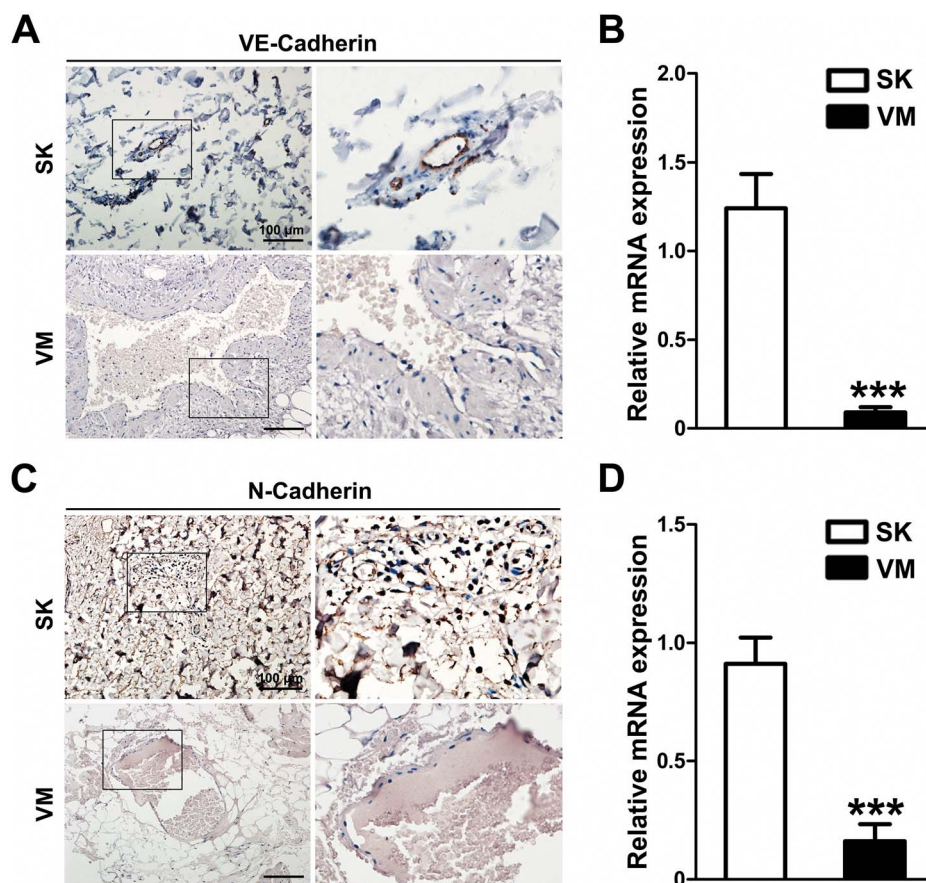 A
VE-Cadherin
SK
100 µm
VM
B
Relative mRNA expression
2.0
1.5
1.0
0.5
0
SK
VM
***
C
N-Cadherin
SK
100 µm
VM
D
Relative mRNA expression
1.5
1.0
0.5
0
SK
VM
***